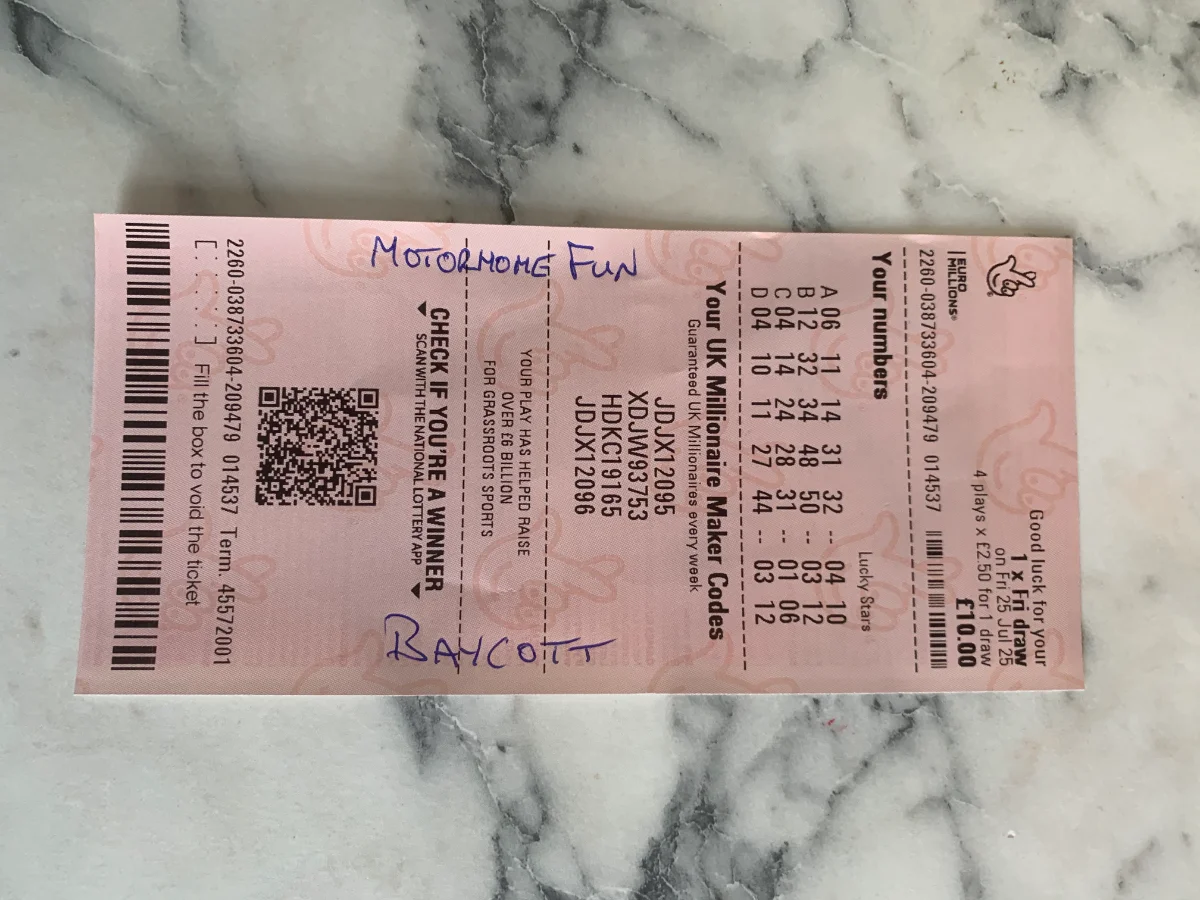 EURO
MILLIONS®
Good luck for your
1 x Fri draw
on Fri 25 Jul 25
4 plays x £2.50 for 1 draw
£10.00
2260-038733604-209479 014537
Your numbers
Lucky Stars
A 06 11 14 31 32 -- 04 10
B 12 32 34 48 50 -- 03 12
C 04 14 24 28 31 -- 01 06
D 04 10 11 27 44 -- 03 12
Your UK Millionaire Maker Codes
Guaranteed UK Millionaires every week
JDJX12095
XDJW93753
HDKC19165
JDJX12096
YOUR PLAY HAS HELPED RAISE
OVER £6 BILLION
FOR GRASSROOTS SPORTS
MOTORHOME FUN
BAYCOTT
CHECK IF YOU'RE A WINNER
SCAN WITH THE NATIONAL LOTTERY APP
2260-038733604-209479 014537 Term. 45572001
[ ] Fill the box to void the ticket